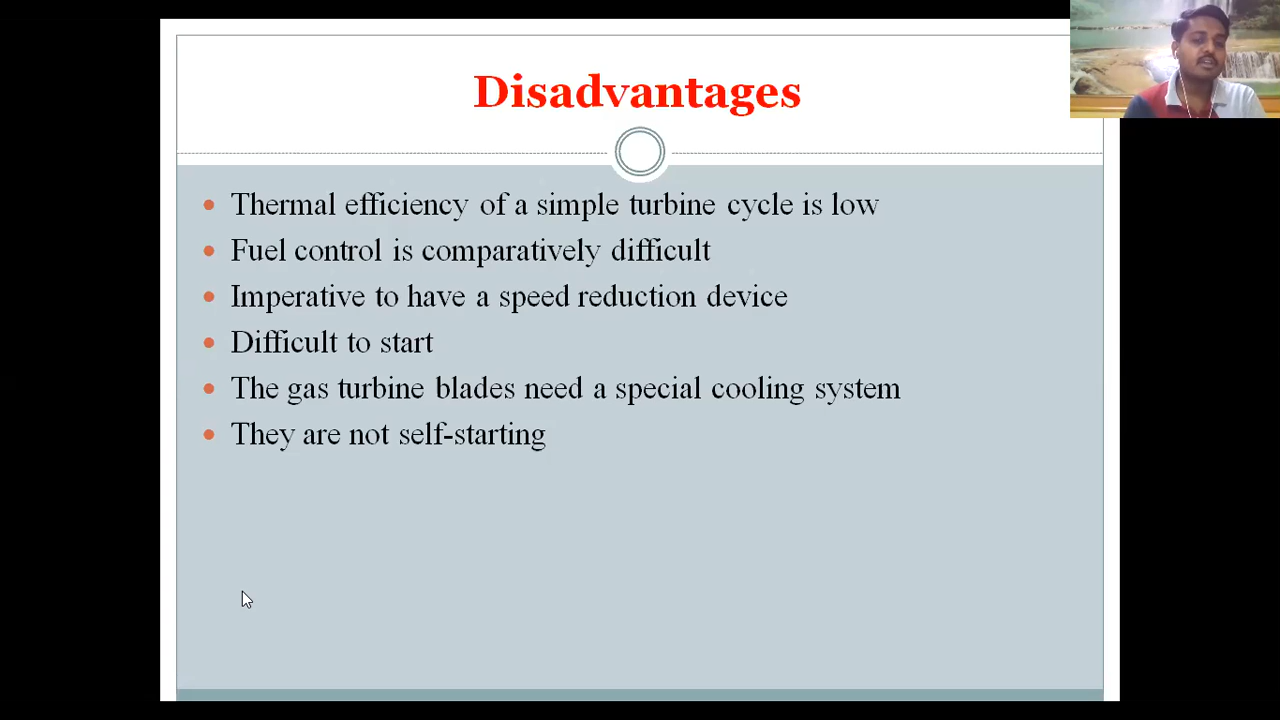 Disadvantages
Thermal efficiency of a simple turbine cycle is low
Fuel control is comparatively difficult
Imperative to have a speed reduction device
Difficult to start
The gas turbine blades need a special cooling system
They are not self-starting